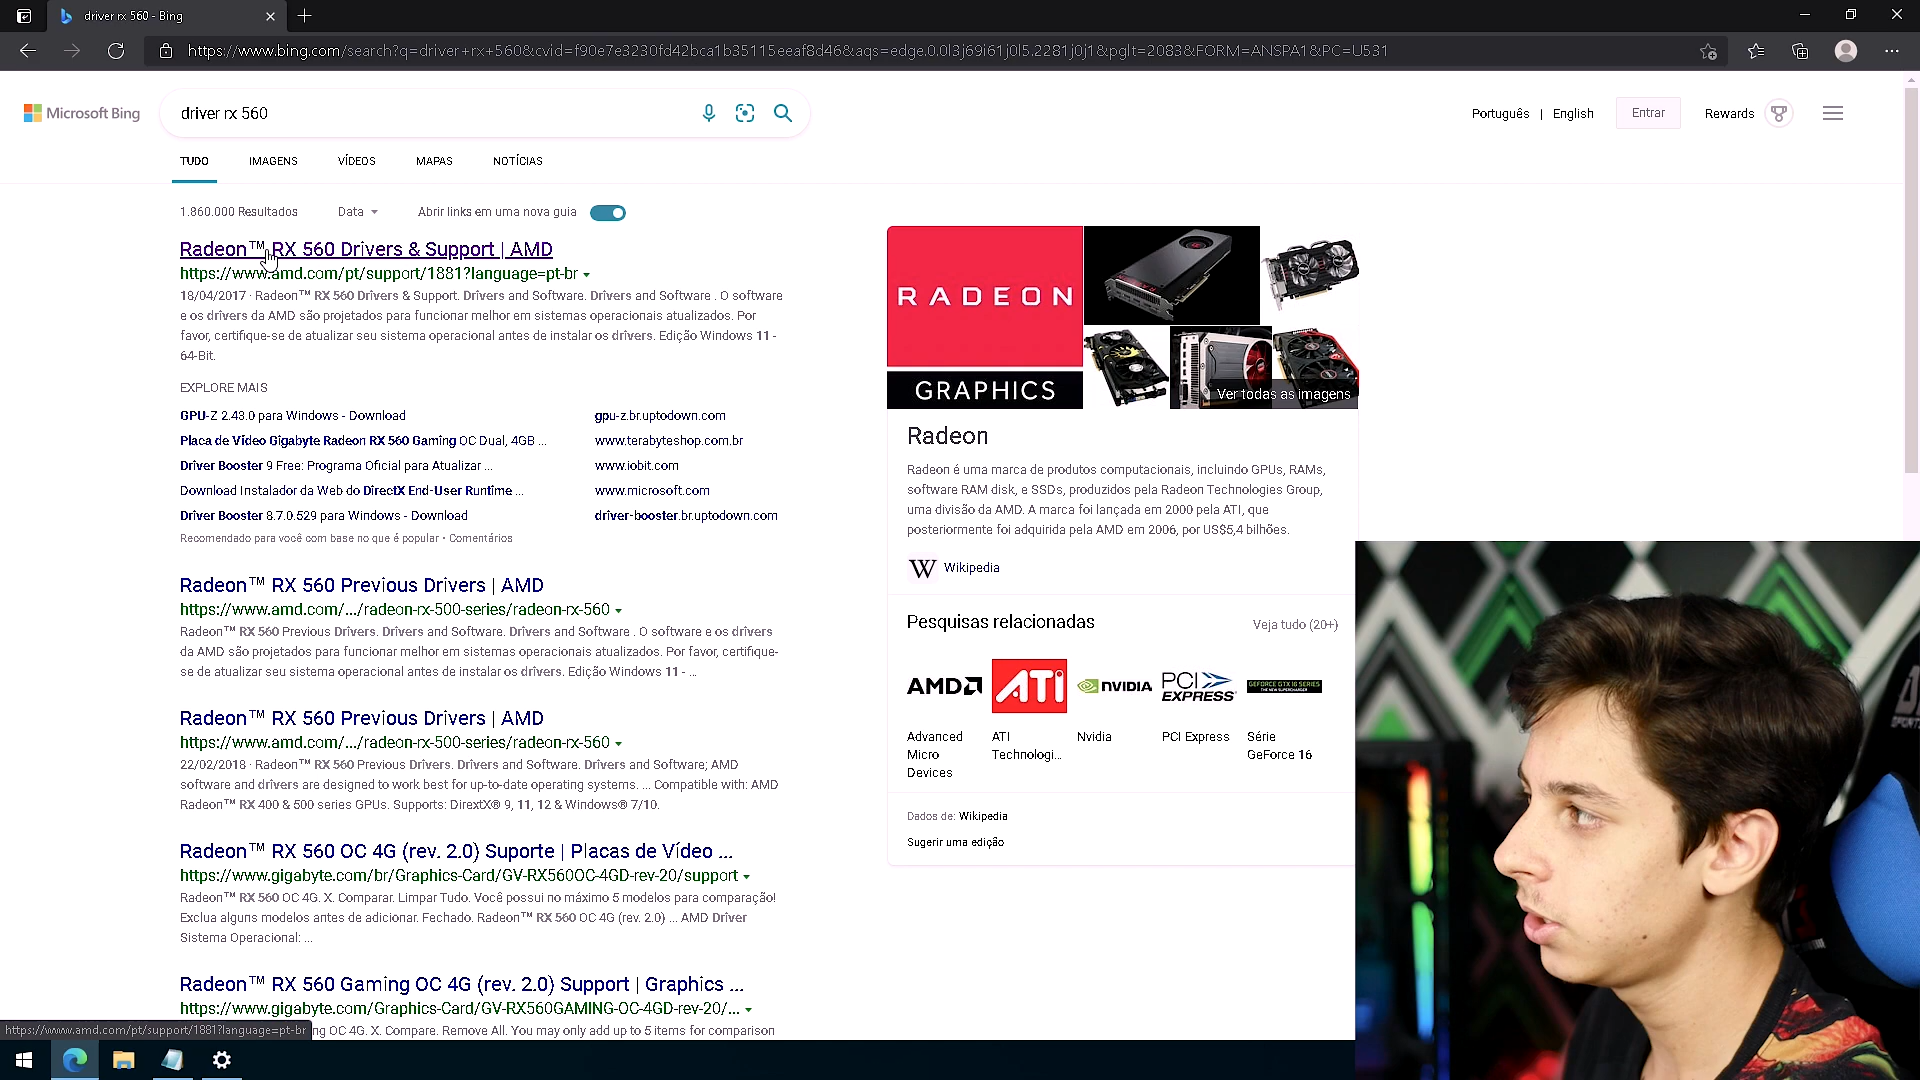 driver rx 560 - Bing
https://www.bing.com/search?q=driver+rx+560&cvid=f90e7e3230fd42bca1b35115eeaf8d46&aqs=edge.0.0l3j69i61j0l5.2281j0j1&pglt=2083&FORM=ANSPA1&PC=U531
Microsoft Bing
driver rx 560
Português | English
Entrar
Rewards
TUDO
IMAGENS
VÍDEOS
MAPAS
NOTÍCIAS
1.860.000 Resultados
Data
Abrir links em uma nova guia
Radeon™ RX 560 Drivers & Support | AMD
https://www.amd.com/pt/support/1881?language=pt-br
18/04/2017 · Radeon™ RX 560 Drivers & Support. Drivers and Software. Drivers and Software . O software
e os drivers da AMD são projetados para funcionar melhor em sistemas operacionais atualizados. Por
favor, certifique-se de atualizar seu sistema operacional antes de instalar os drivers. Edição Windows 11 -
64-Bit.
EXPLORE MAIS
GPU-Z 2.43.0 para Windows - Download
gpu-z.br.uptodown.com
Placa de Vídeo Gigabyte Radeon RX 560 Gaming OC Dual, 4GB ...
www.terabyteshop.com.br
Driver Booster 9 Free: Programa Oficial para Atualizar ...
www.iobit.com
Download Instalador da Web do DirectX End-User Runtime ...
www.microsoft.com
Driver Booster 8.7.0.529 para Windows - Download
driver-booster.br.uptodown.com
Recomendado para você com base no que é popular • Comentários
Radeon™ RX 560 Previous Drivers | AMD
https://www.amd.com/.../radeon-rx-500-series/radeon-rx-560
Radeon™ RX 560 Previous Drivers. Drivers and Software. Drivers and Software . O software e os drivers
da AMD são projetados para funcionar melhor em sistemas operacionais atualizados. Por favor, certifique-
se de atualizar seu sistema operacional antes de instalar os drivers. Edição Windows 11 - ...
Radeon™ RX 560 Previous Drivers | AMD
https://www.amd.com/.../radeon-rx-500-series/radeon-rx-560
22/02/2018 · Radeon™ RX 560 Previous Drivers. Drivers and Software. Drivers and Software; AMD
software and drivers are designed to work best for up-to-date operating systems. ... Compatible with: AMD
Radeon™ RX 400 & 500 series GPUs. Supports: DirextX® 9, 11, 12 & Windows® 7/10.
Radeon™ RX 560 OC 4G (rev. 2.0) Suporte | Placas de Vídeo ...
https://www.gigabyte.com/br/Graphics-Card/GV-RX560OC-4GD-rev-20/support
Radeon™ RX 560 OC 4G. X. Comparar. Limpar Tudo. Você possui no máximo 5 modelos para comparação!
Exclua alguns modelos antes de adicionar. Fechado. Radeon™ RX 560 OC 4G (rev. 2.0) ... AMD Driver
Sistema Operacional: ...
Radeon™ RX 560 Gaming OC 4G (rev. 2.0) Support | Graphics ...
https://www.gigabyte.com/Graphics-Card/GV-RX560GAMING-OC-4GD-rev-20/...
ng OC 4G. X. Compare. Remove All. You may only add up to 5 items for comparison
https://www.amd.com/pt/support/1881?language=pt-br
RADEON
GRAPHICS
Ver todas as imagens
Radeon
Radeon é uma marca de produtos computacionais, incluindo GPUs, RAMs,
software RAM disk, e SSDs, produzidos pela Radeon Technologies Group,
uma divisão da AMD. A marca foi lançada em 2000 pela ATI, que
posteriormente foi adquirida pela AMD em 2006, por US$5,4 bilhões.
W Wikipedia
Pesquisas relacionadas
Veja tudo (20+)
AMD
ATI
NVIDIA
PCI EXPRESS
GEFORCE GTX 16 SERIES
Advanced Micro Devices
ATI Technologi...
Nvidia
PCI Express
Série GeForce 16
Dados de: Wikipedia
Sugerir uma edição